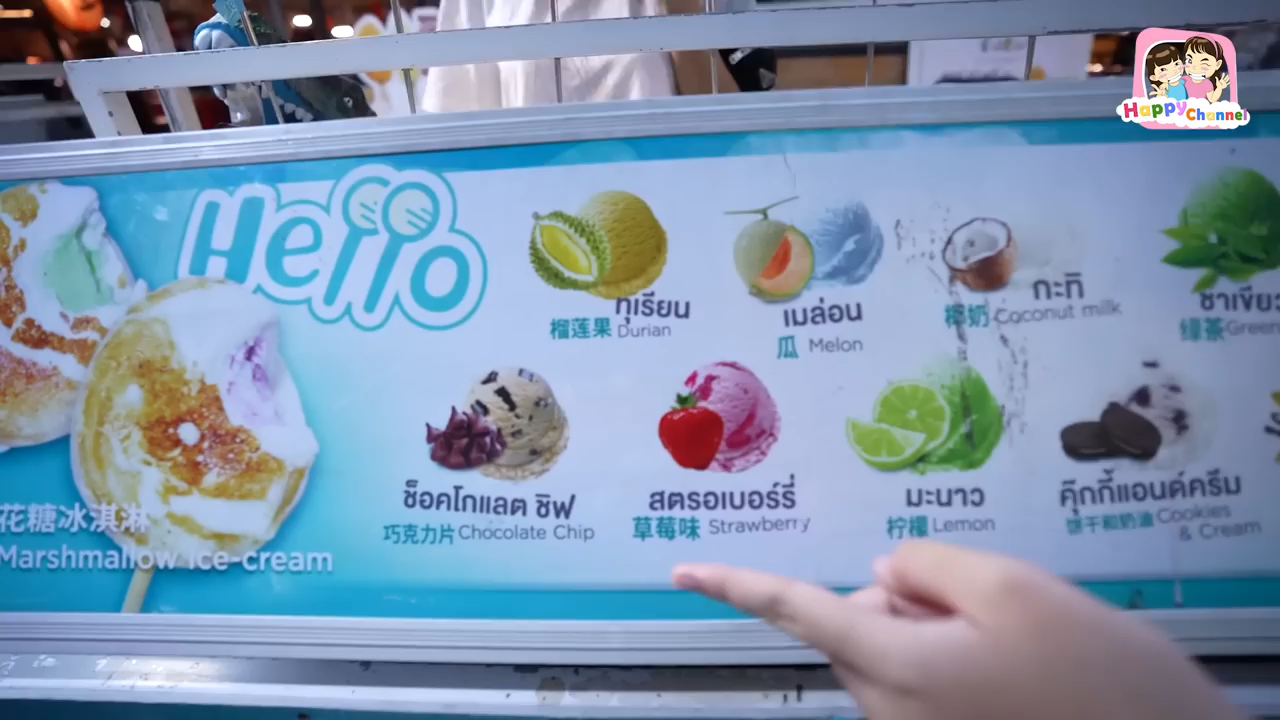 Happy Channel
Hello
ทุเรียน
榴莲果 Durian
เมล่อน
瓜 Melon
กะทิ
椰奶 Coconut milk
ชาเขีย
绿茶 Green
ช็อคโกแลต ชิฟ
巧克力片 Chocolate Chip
สตรอเบอร์รี่
草莓味 Strawberry
มะนาว
柠檬 Lemon
คุ๊กกี้แอนด์ครีม
饼干和奶油 Cookies
& Cream
花糖冰淇淋
Marshmallow Ice-cream